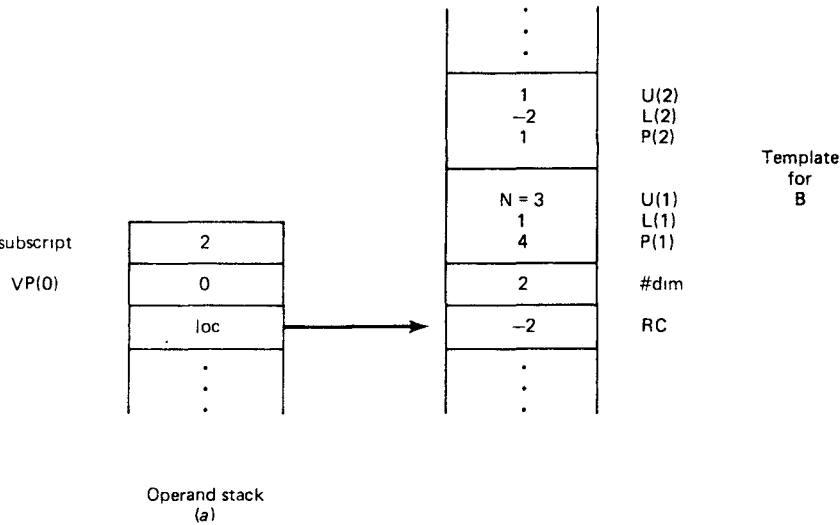 1 U(2)
−2 L(2)
1 P(2)
Template
for
B
N = 3 U(1)
1 L(1)
4 P(1)
subscript 2
VP(0) 0 2 #dim
loc −2 RC
Operand stack
(a)